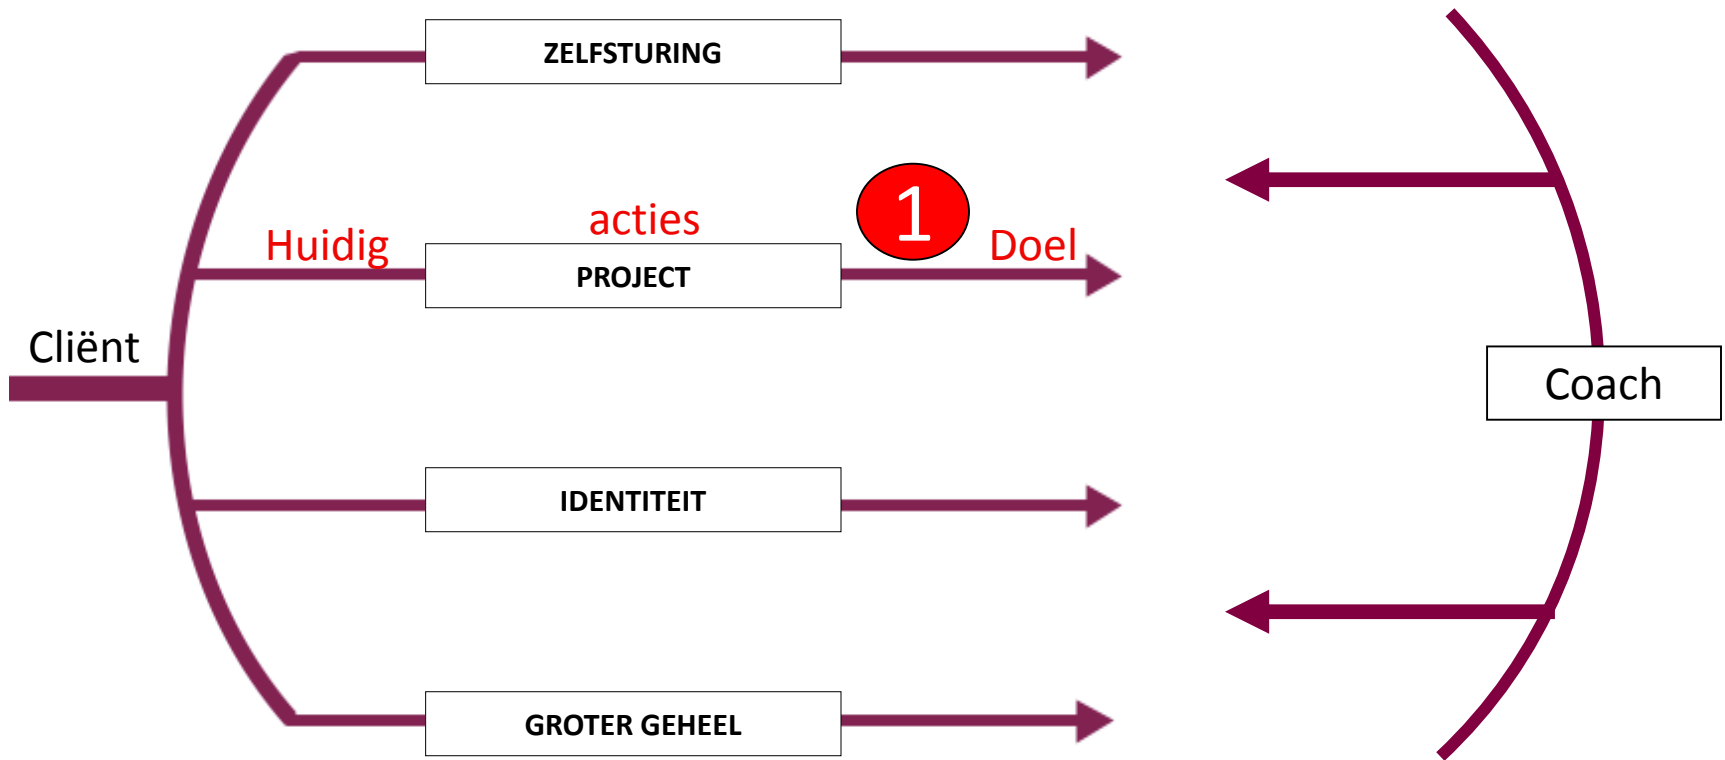 ZELFSTURING
acties
1
Huidig
Doel
PROJECT
Cliënt
Coach
IDENTITEIT
GROTER GEHEEL